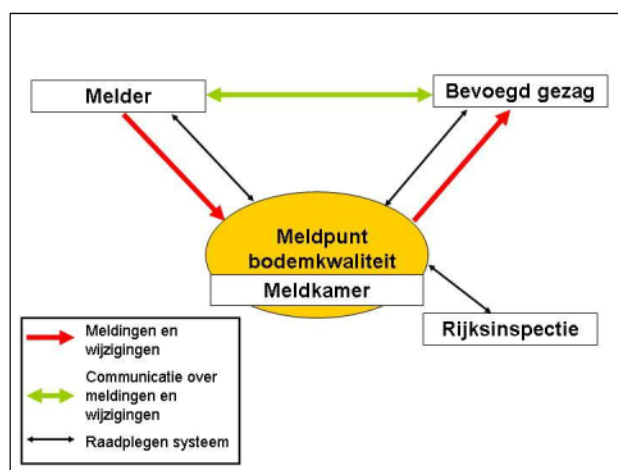 Melder
Bevoegd gezag
Meldpunt
bodemkwaliteit
Meldkamer
Rijksinspectie
Meldingen en
wijzigingen
Communicatie over
meldingen en
wijzigingen
Raadplegen systeem